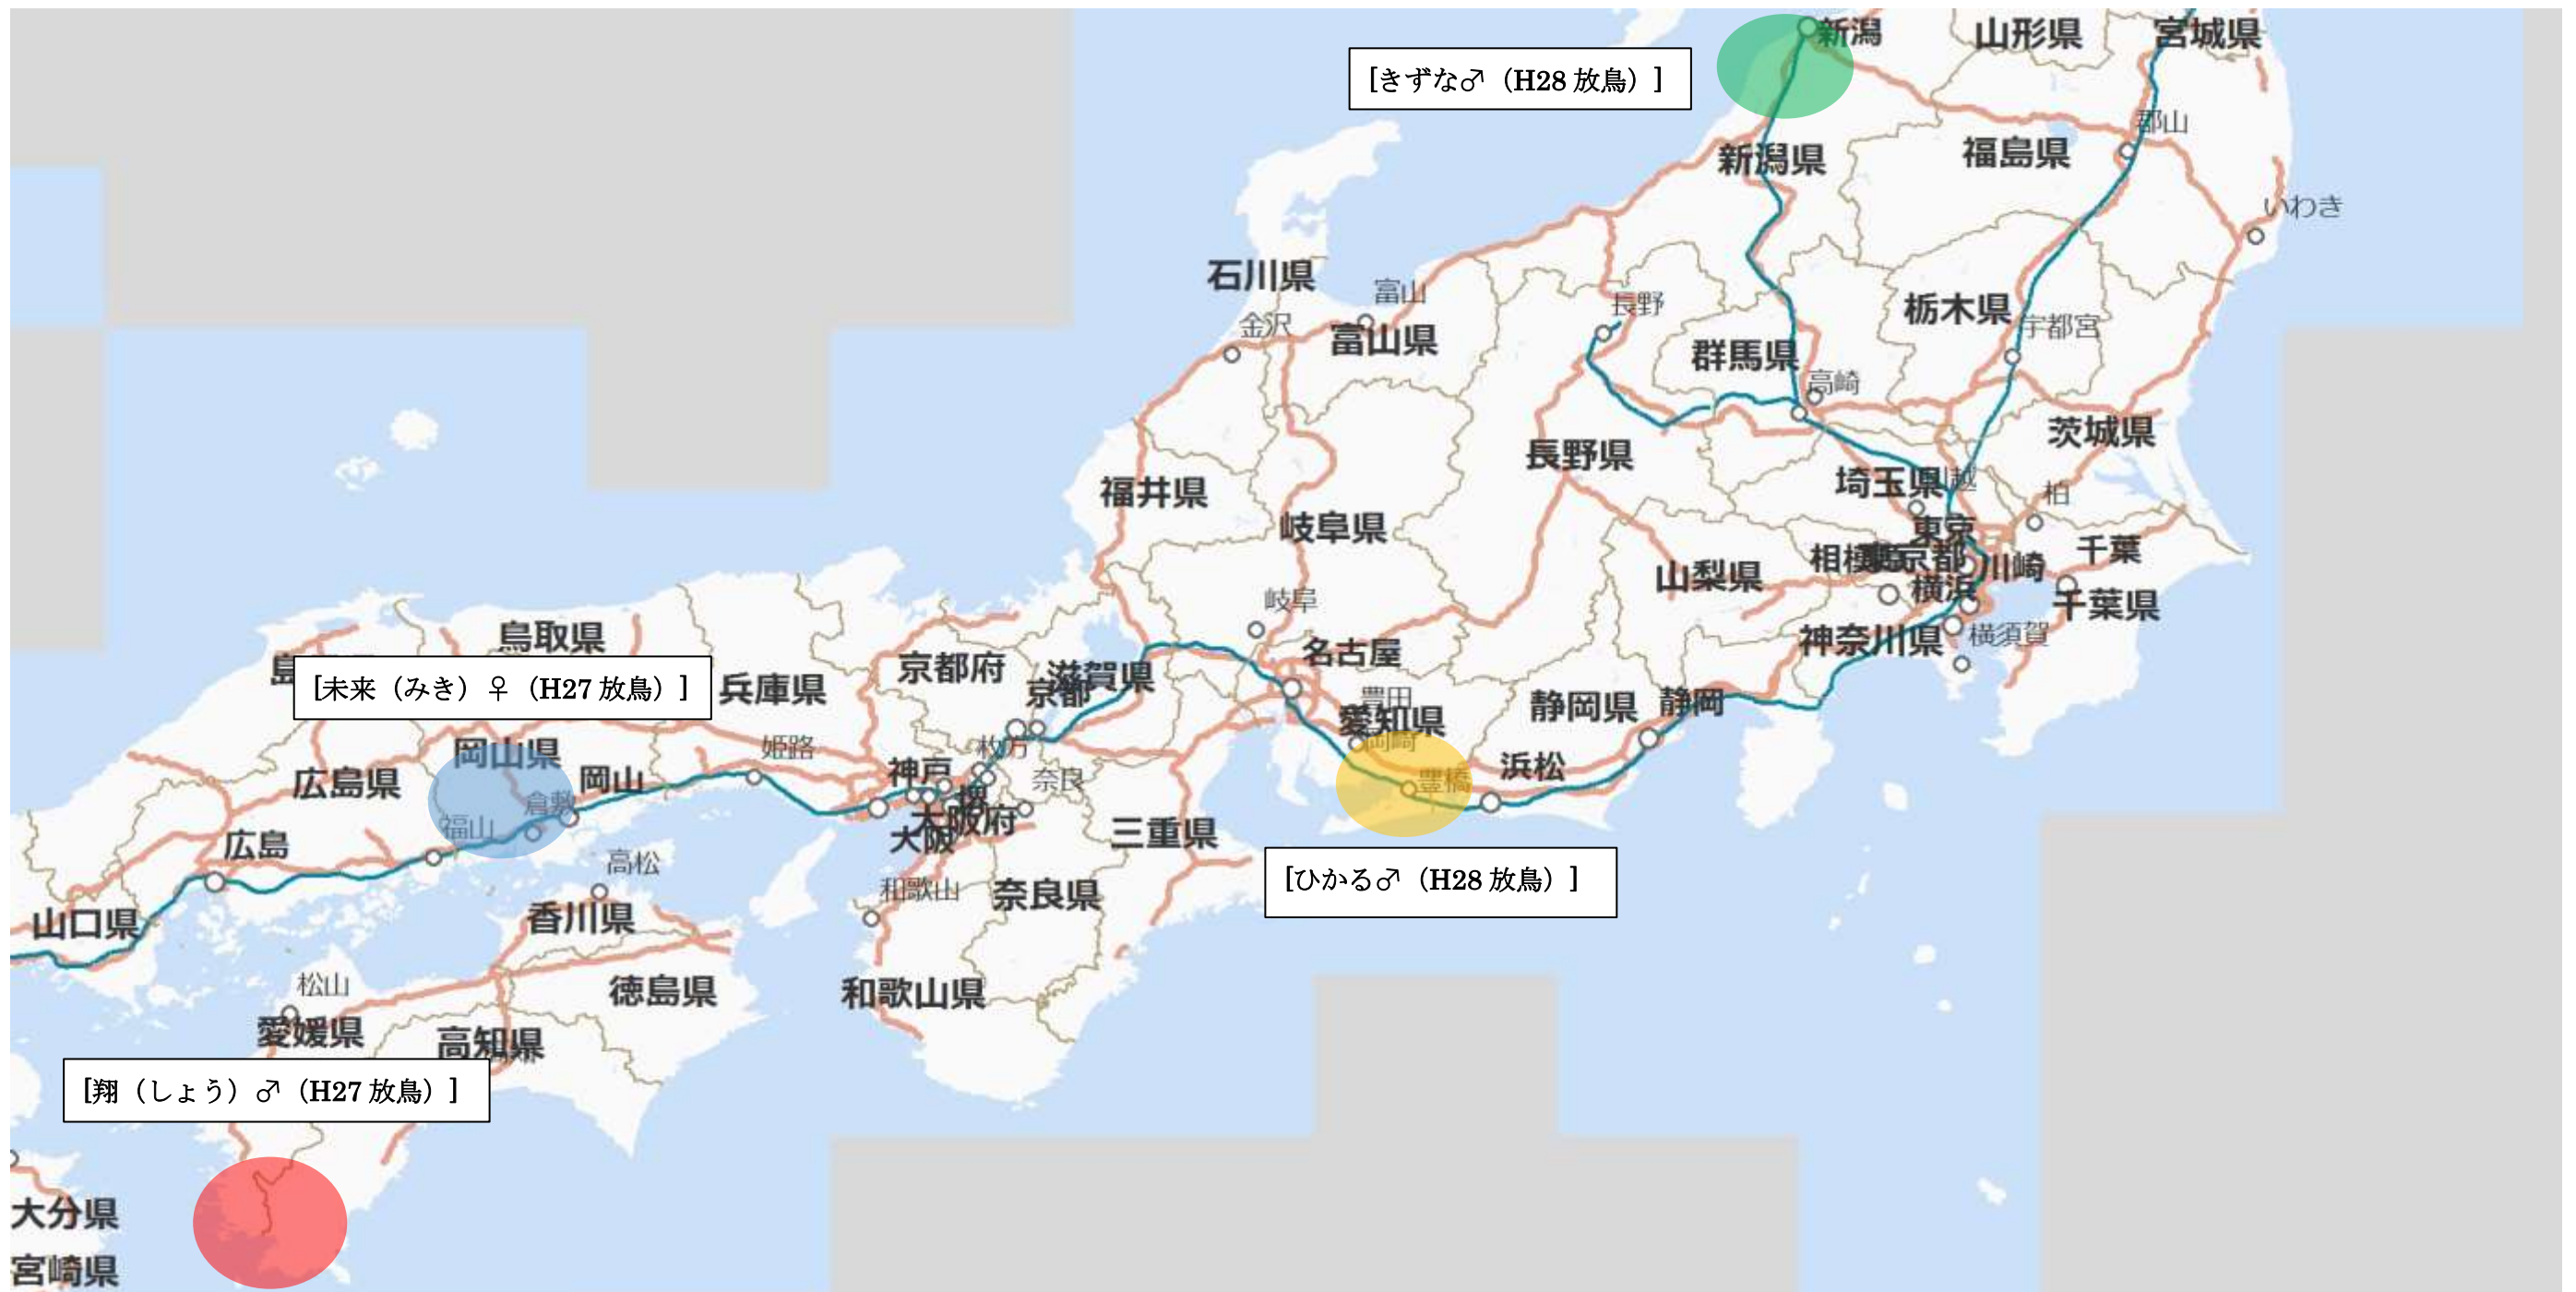 新潟
山形県
宮城県
[きずな♂（H28 放鳥）]
郡山
新潟県
福島県
いわき
石川県
富山
長野
金沢
富山県
栃木県
宇都宮
群馬県
高崎
茨城県
長野県
福井県
埼玉県
柏
岐阜県
東京
千葉
東京都
川崎
山梨県
横浜
岐阜
千葉県
鳥取県
神奈川県
横須賀
名古屋
京都府
滋賀県
[未来（みき）♀（H27 放鳥）]
兵庫県
京都
豊田
静岡県
静岡
愛知県
岡崎
岡山県
姫路
枚方
浜松
広島県
岡山
神戸
奈良
豊橋
倉敷
堺
福山
大阪府
広島
大阪
三重県
高松
[ひかる♂（H28 放鳥）]
和歌山
奈良県
香川県
山口県
松山
徳島県
和歌山県
愛媛県
高知県
[翔（しょう）♂（H27 放鳥）]
大分県
宮崎県